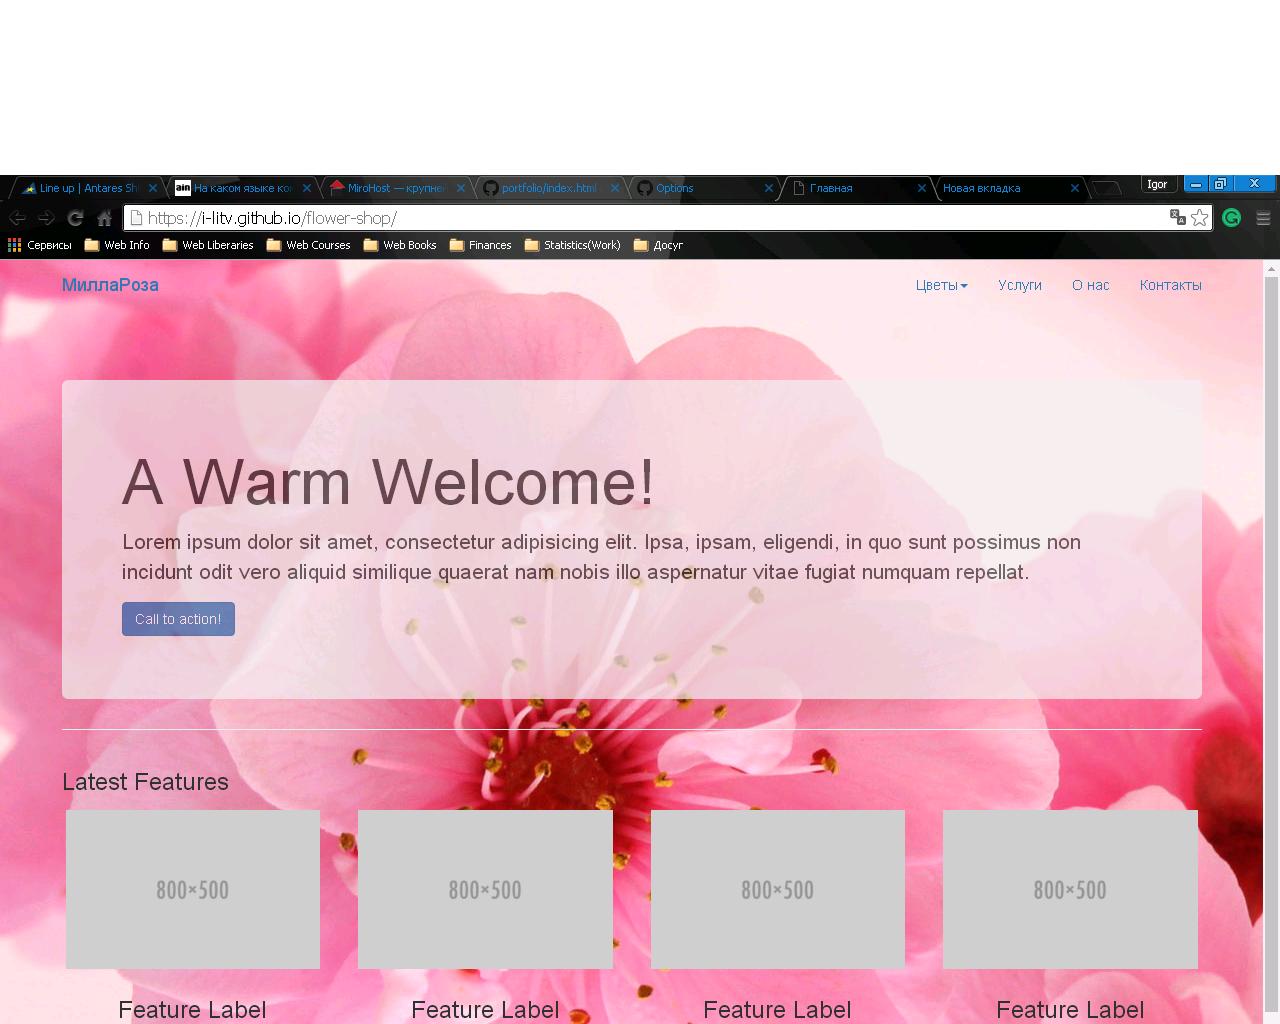 Line up | Antares Sh
ain На каком языке ко
MiroHost — крупне
portfolio/index.html
Options
Главная
Новая вкладка
Igor
https://i-litv.github.io/flower-shop/
Сервисы Web Info Web Liberaries Web Courses Web Books Finances Statistics(Work) Досуг
МиллаРоза Цветы Услуги О нас Контакты
A Warm Welcome!
Lorem ipsum dolor sit amet, consectetur adipisicing elit. Ipsa, ipsam, eligendi, in quo sunt possimus non
incidunt odit vero aliquid similique quaerat nam nobis illo aspernatur vitae fugiat numquam repellat.
Call to action!
Latest Features
800×500 800×500 800×500 800×500
Feature Label Feature Label Feature Label Feature Label